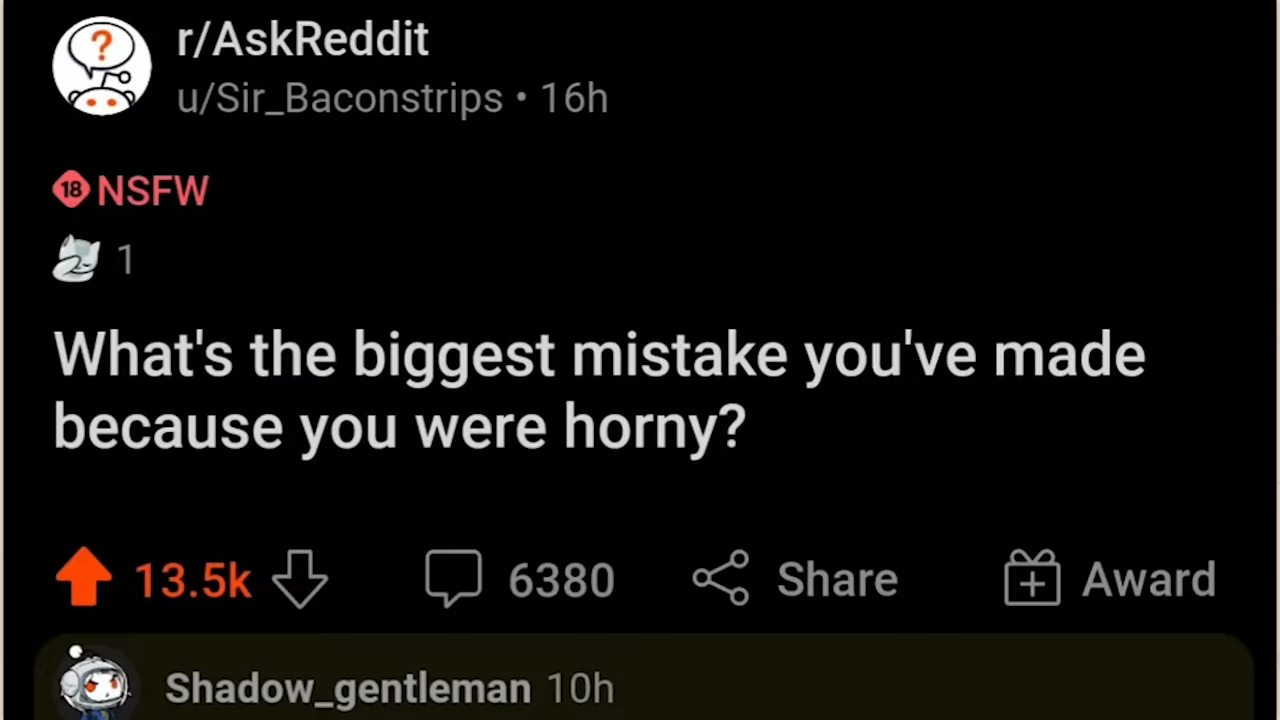 r/AskReddit
u/Sir_Baconstrips • 16h
18 NSFW
1
What's the biggest mistake you've made
because you were horny?
13.5k 6380 Share Award
Shadow_gentleman 10h